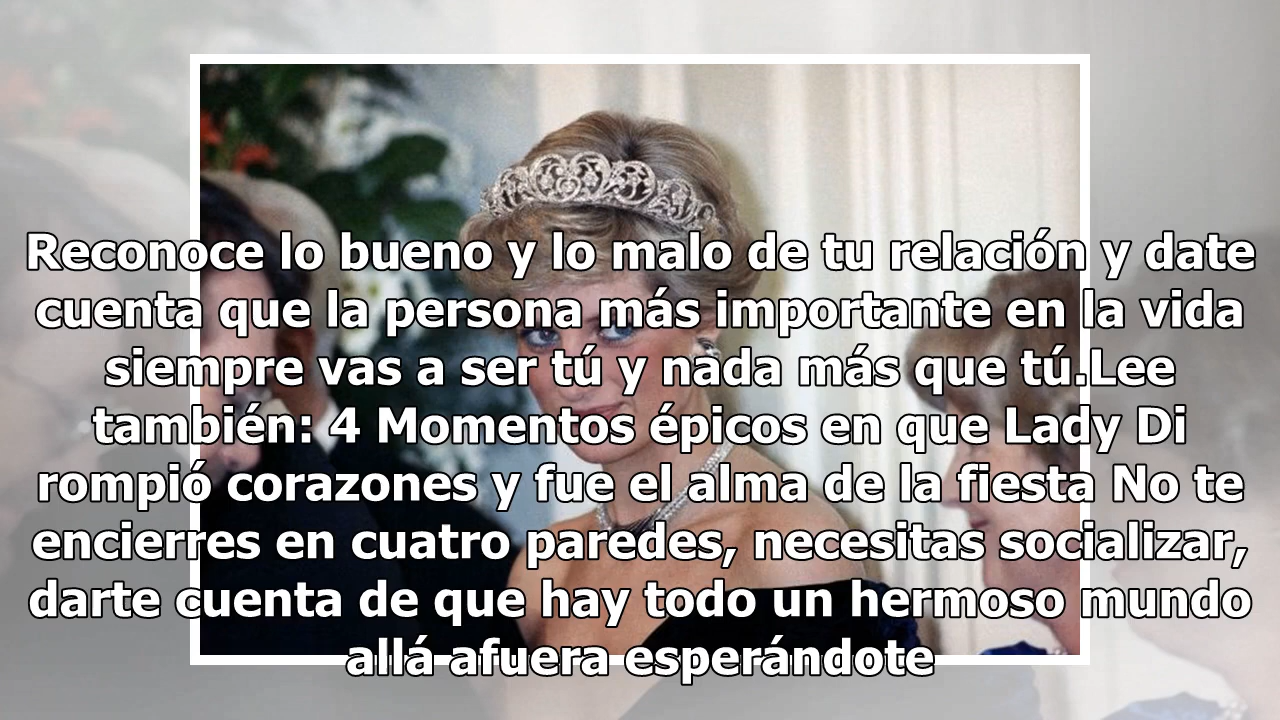 Reconoce lo bueno y lo malo de tu relación y date
cuenta que la persona más importante en la vida
siempre vas a ser tú y nada más que tú.Lee
también: 4 Momentos épicos en que Lady Di
rompió corazones y fue el alma de la fiesta No te
encierres en cuatro paredes, necesitas socializar,
darte cuenta de que hay todo un hermoso mundo
allá afuera esperándote